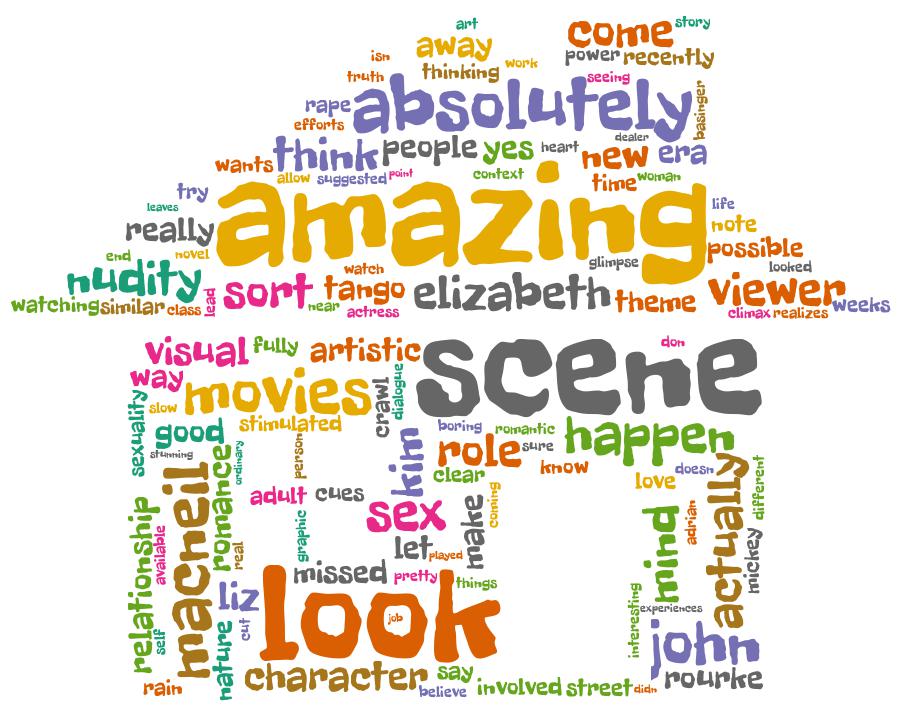 art
come
story
away
isn
power
recently
work
thinking
truth
seeing
absolutely
basinger
rape
efforts
dealer
think
people
yes
heart
new
era
wants
allow
suggested
point
context
time
woman
try
amazing
life
leaves
note
really
possible
end
novel
glimpse
looked
watch
nudity
lead
sort
tango
elizabeth
theme
viewer
watching
similar
class
near
actress
climax
realizes
weeks
visual
fully
artistic
scene
don
way
movies
crawl
dialogue
slow
sexuality
stimulated
good
stunning
boring
romantic
happen
role
sure
kim
person
ordinary
macneil
romance
clear
know
love
doesn
actually
different
adult
cues
sex
make
coming
relationship
available
graphic
real
let
played
mind
adrian
mickey
missed
pretty
things
look
job
liz
cut
self
nature
interesting
experiences
john
rain
character
say
believe
involved
street
didn
rourke